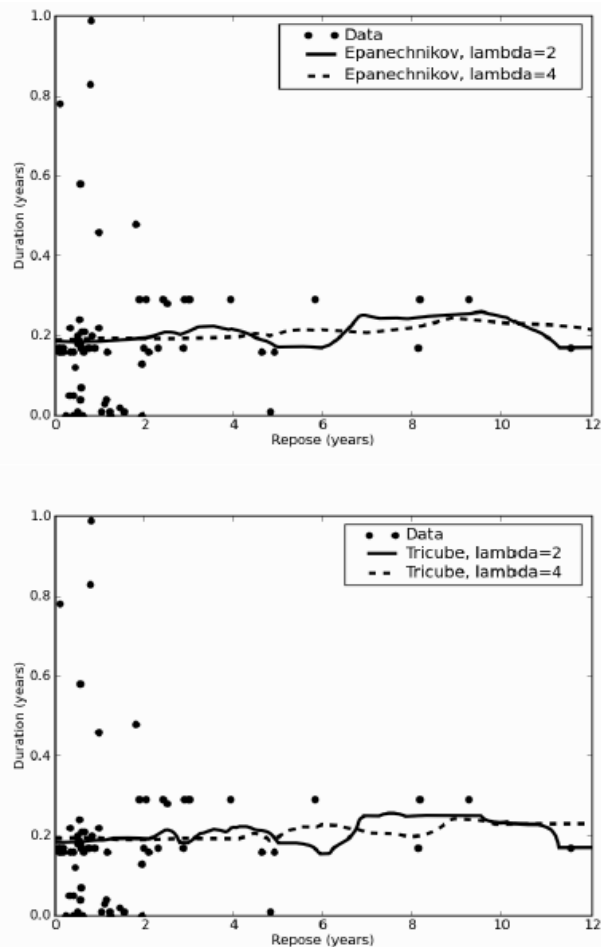 1.0
0.8
0.6
0.4
0.2
0.0
Duration (years)
Data
Epanechnikov, lambda=2
Epanechnikov, lambda=4
0 2 4 6 8 10 12
Repose (years)
1.0
0.8
0.6
0.4
0.2
0.0
Duration (years)
Data
Tricube, lambda=2
Tricube, lambda=4
0 2 4 6 8 10 12
Repose (years)